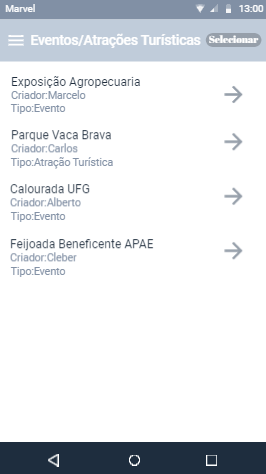 Marvel
13:00
Eventos/Atrações Turísticas
Selecionar
Exposição Agropecuaria
Criador:Marcelo
Tipo:Evento
Parque Vaca Brava
Criador:Carlos
Tipo:Atração Turística
Calourada UFG
Criador:Alberto
Tipo:Evento
Feijoada Beneficente APAE
Criador:Cleber
Tipo:Evento